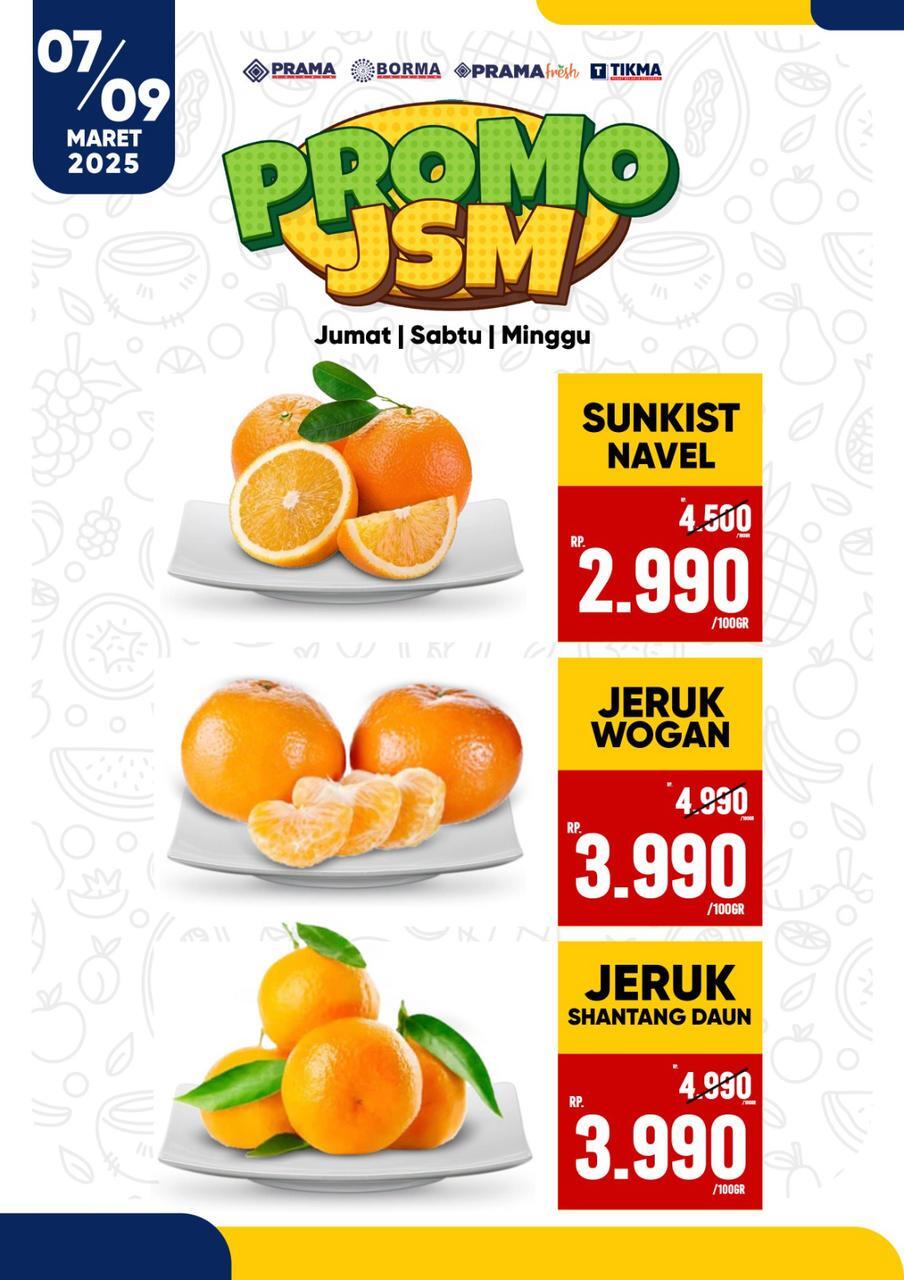 07/09
MARET
2025
PRAMA
BORMA
PRAMA fresh
TIKMA
PROMO
JSM
Jumat | Sabtu | Minggu
SUNKIST
NAVEL
4.500
RP.
2.990
/100GR
JERUK
WOGAN
4.990
RP.
3.990
/100GR
JERUK
SHANTANG DAUN
4.990
RP.
3.990
/100GR